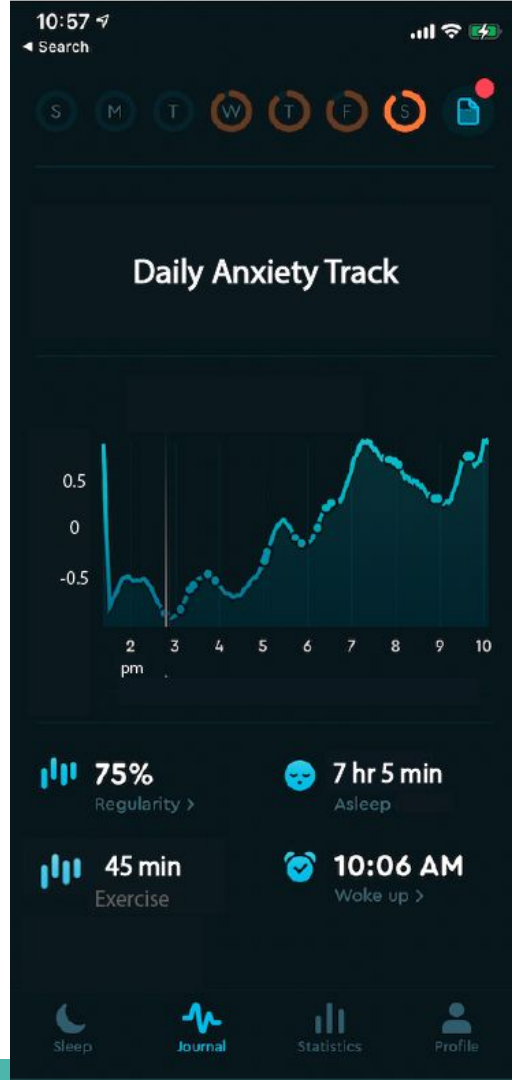 10:57
◀ Search
S M T W T F S
Daily Anxiety Track
0.5
0
-0.5
2 3 4 5 6 7 8 9 10
pm
75% 7 hr 5 min
Regularity > Asleep
45 min 10:06 AM
Exercise Woke up >
Sleep Journal Statistics Profile